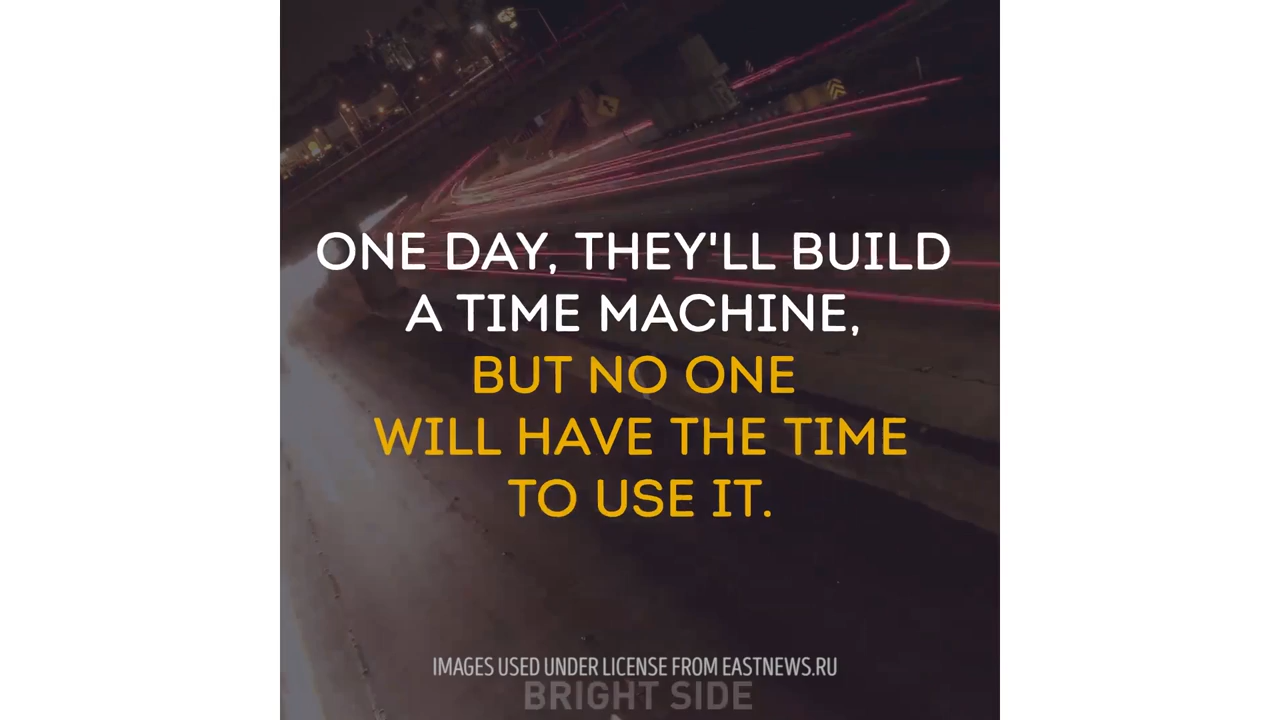 ONE DAY, THEY'LL BUILD
A TIME MACHINE,
BUT NO ONE
WILL HAVE THE TIME
TO USE IT.
IMAGES USED UNDER LICENSE FROM EASTNEWS.RU
BRIGHT SIDE